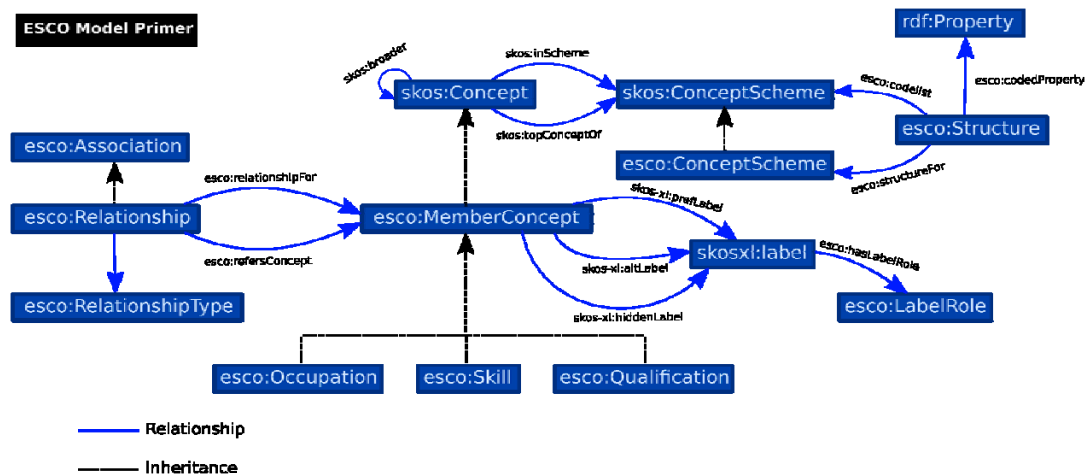 ESCO Model Primer
rdf:Property
skos:broader
skos:inScheme
skos:Concept
skos:ConceptScheme
esco:codelist
esco:codedProperty
skos:topConceptOf
esco:Structure
esco:Association
esco:ConceptScheme
esco:structureFor
esco:relationshipFor
skos-xl:prefLabel
esco:Relationship
esco:MemberConcept
esco:refersConcept
skos-xl:altLabel
skosxl:label
esco:hasLabelRole
esco:RelationshipType
skos-xl:hiddenLabel
esco:LabelRole
esco:Occupation
esco:Skill
esco:Qualification
Relationship
Inheritance